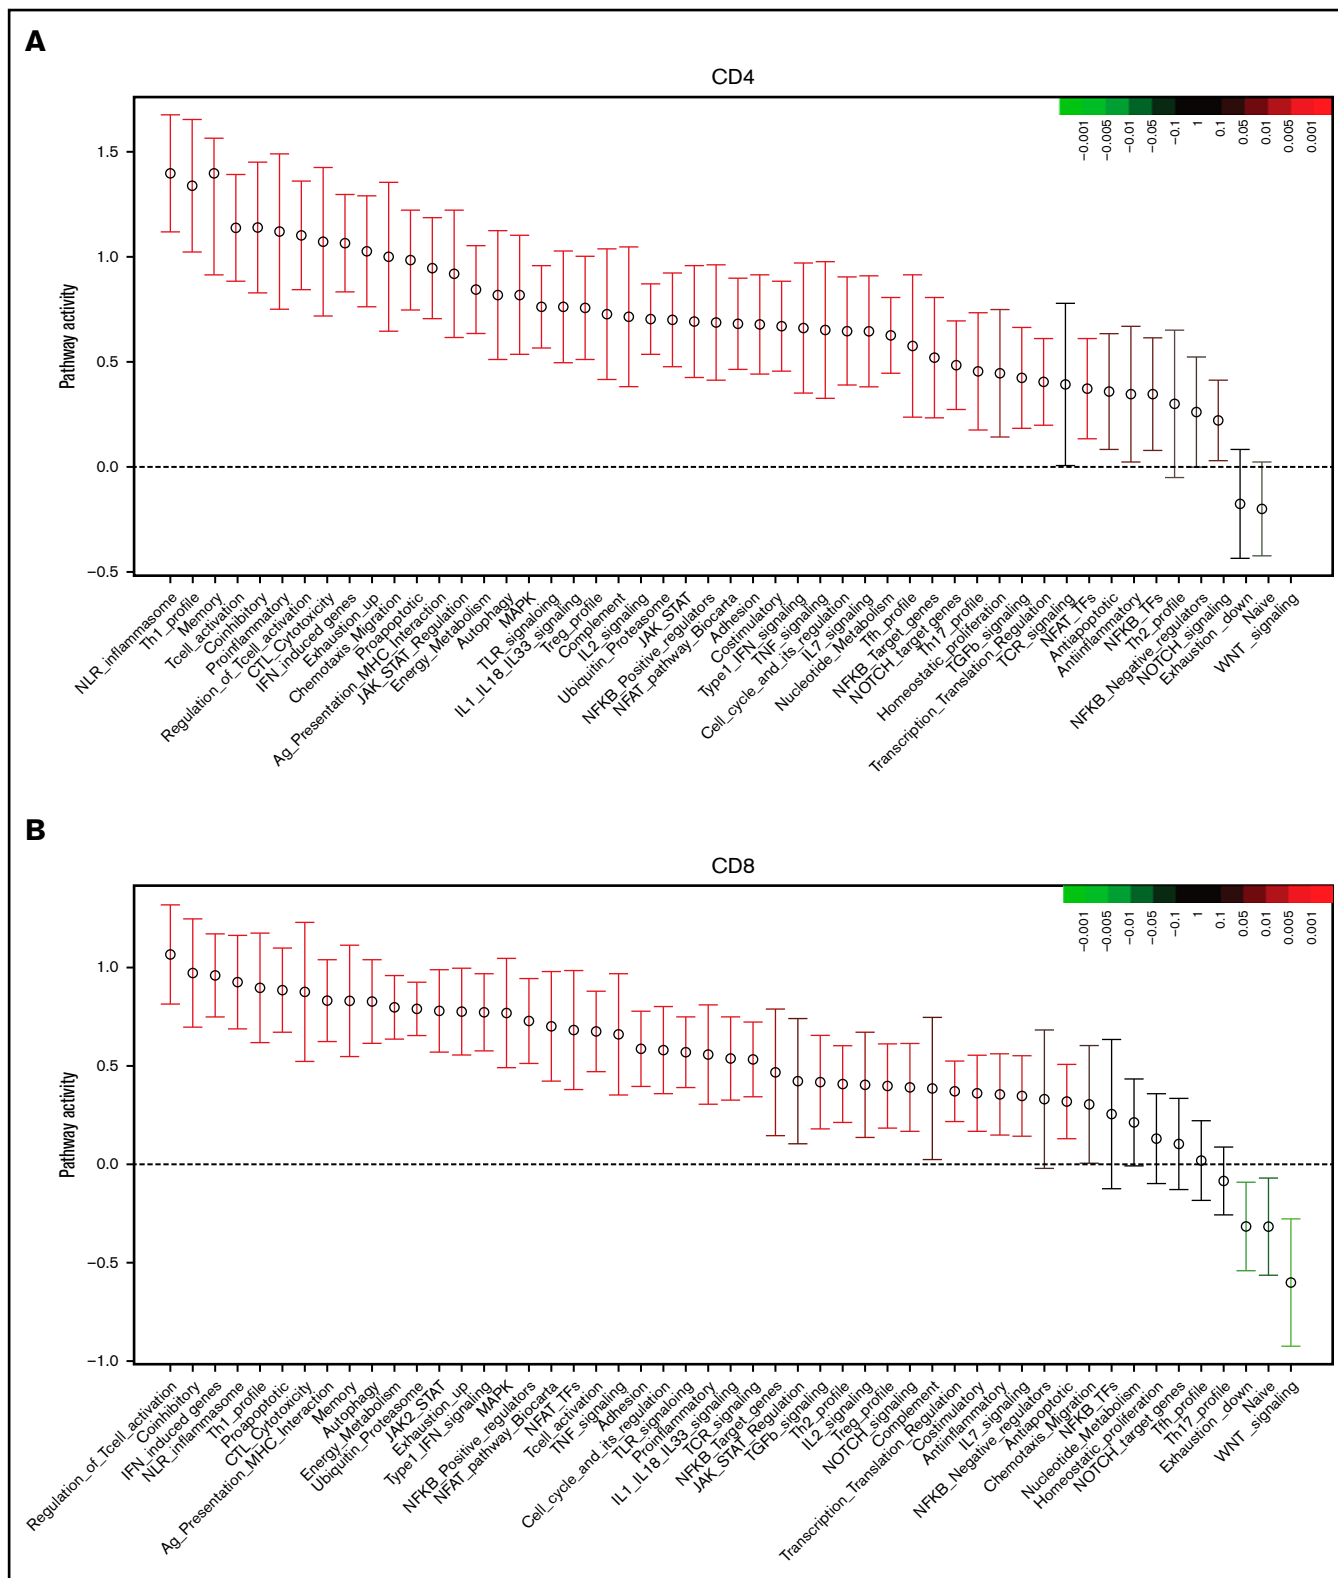 A
CD4
-0.001
-0.005
-0.01
-0.05
-0.1
1
0.1
0.05
0.01
0.005
0.001
Pathway activity
1.5
1.0
0.5
0.0
-0.5
NLR_inflammasome
Th1_profile
Memory
Tcell_activation
Coinhibitory
Proinflammatory
Regulation_of_Tcell_activation
CTL_Cytotoxicity
IFN_induced genes
Exhaustion_up
Chemotaxis_Migration
Proapoptotic
Ag_Presentation_MHC_Interaction
JAK_STAT_Regulation
Energy_Metabolism
Autophagy
MAPK
TLR_signaloing
IL1_IL18_IL33_signaling
Treg_profile
Complement
IL2_signaling
Ubiquitin_Proteasome
JAK_STAT
NFKB_Positive_regulators
NFAT_pathway_Biocarta
Adhesion
Costimulatory
Type1_IFN_signaling
TNF_signaling
Cell_cycle_and_its_regulation
IL7_signaling
Nucleotide_Metabolism
Tfh_profile
NFKB_Target_genes
NOTCH_target genes
Th17_profile
Homeostatic_proliferation
TGFb_signaling
Transcription_Translation_Regulation
TCR_signaling
NFAT_TFs
Antiapoptotic
Antiinflammatory
NFKB_TFs
Th2_profile
NFKB_Negative_regulators
NOTCH_signaling
Exhaustion _down
Naive
WNT _signaling
B
CD8
-0.001
-0.005
-0.01
-0.05
-0.1
1
0.1
0.05
0.01
0.005
0.001
Pathway activity
1.0
0.5
0.0
-0.5
-1.0
Regulation_of_Tcell_activation
Coinhibitory
IFN_induced genes
NLR_inflammasome
Th1_profile
Proapoptotic
CTL_Cytotoxicity
Ag_Presentation_MHC_Interaction
Memory
Autophagy
Energy_Metabolism
Ubiquitin_Proteasome
JAK2_STAT
Exhaustion_up
Type1_IFN_signaling
MAPK
NFKB_Positive_regulators
NFAT_pathway_Biocarta
NFAT_TFs
Tcell_activation
TNF_signaling
Adhesion
Cell_cycle_and_its_regulation
TLR_signaloing
Proinflammatory
IL1_IL18_IL33_signaling
TCR_signaling
NFKB_Target_genes
JAK_STAT_Regulation
TGFb_signaling
Th2_profile
IL2_signaling
Treg_profile
NOTCH_signaling
Complement
Transcription_Translation_Regulation
Costimulatory
Antiinflammatory
IL7_signaling
NFKB_Negative_regulators
Antiapoptotic
Chemotaxis_Migration
NFKB_TFs
Nucleotide_Metabolism
Homeostatic_proliferation
NOTCH_target genes
Tfh_profile
Th17_profile
Exhaustion _down
Naive
WNT _signaling